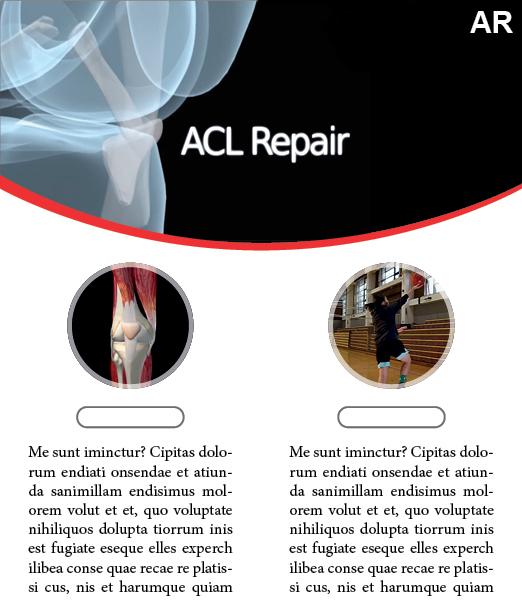 AR
ACL Repair
Me sunt iminctur? Cipitas dolo-
rum endiati onsendae et atiun-
da sanimillam endisimus mol-
orem volut et et, quo voluptate
nihiliquos dolupta tiorrum inis
est fugiate eseque elles experch
ilibea conse quae recae re platis-
si cus, nis et harumque quiam
Me sunt iminctur? Cipitas dolo-
rum endiati onsendae et atiun-
da sanimillam endisimus mol-
orem volut et et, quo voluptate
nihiliquos dolupta tiorrum inis
est fugiate eseque elles experch
ilibea conse quae recae re platis-
si cus, nis et harumque quiam